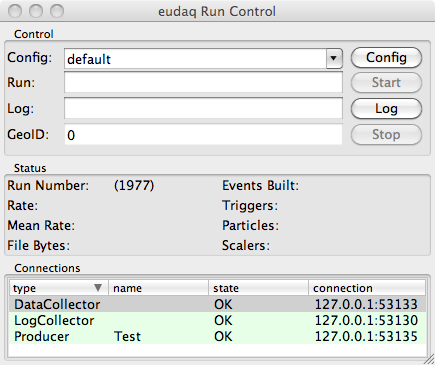 eudaq Run Control
Control
Config: default Config
Run: Start
Log: Log
GeoID: 0 Stop
Status
Run Number: (1977) Events Built:
Rate: Triggers:
Mean Rate: Particles:
File Bytes: Scalers:
Connections
type name state connection
DataCollector OK 127.0.0.1:53133
LogCollector OK 127.0.0.1:53130
Producer Test OK 127.0.0.1:53135